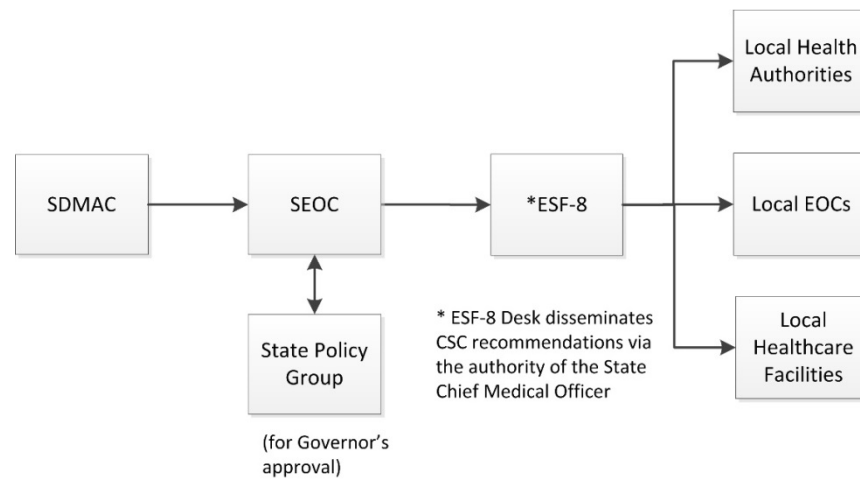 Local Health
Authorities
SDMAC
SEOC
*ESF-8
Local EOCs
State Policy
Group
(for Governor's
approval)
* ESF-8 Desk disseminates
CSC recommendations via
the authority of the State
Chief Medical Officer
Local
Healthcare
Facilities